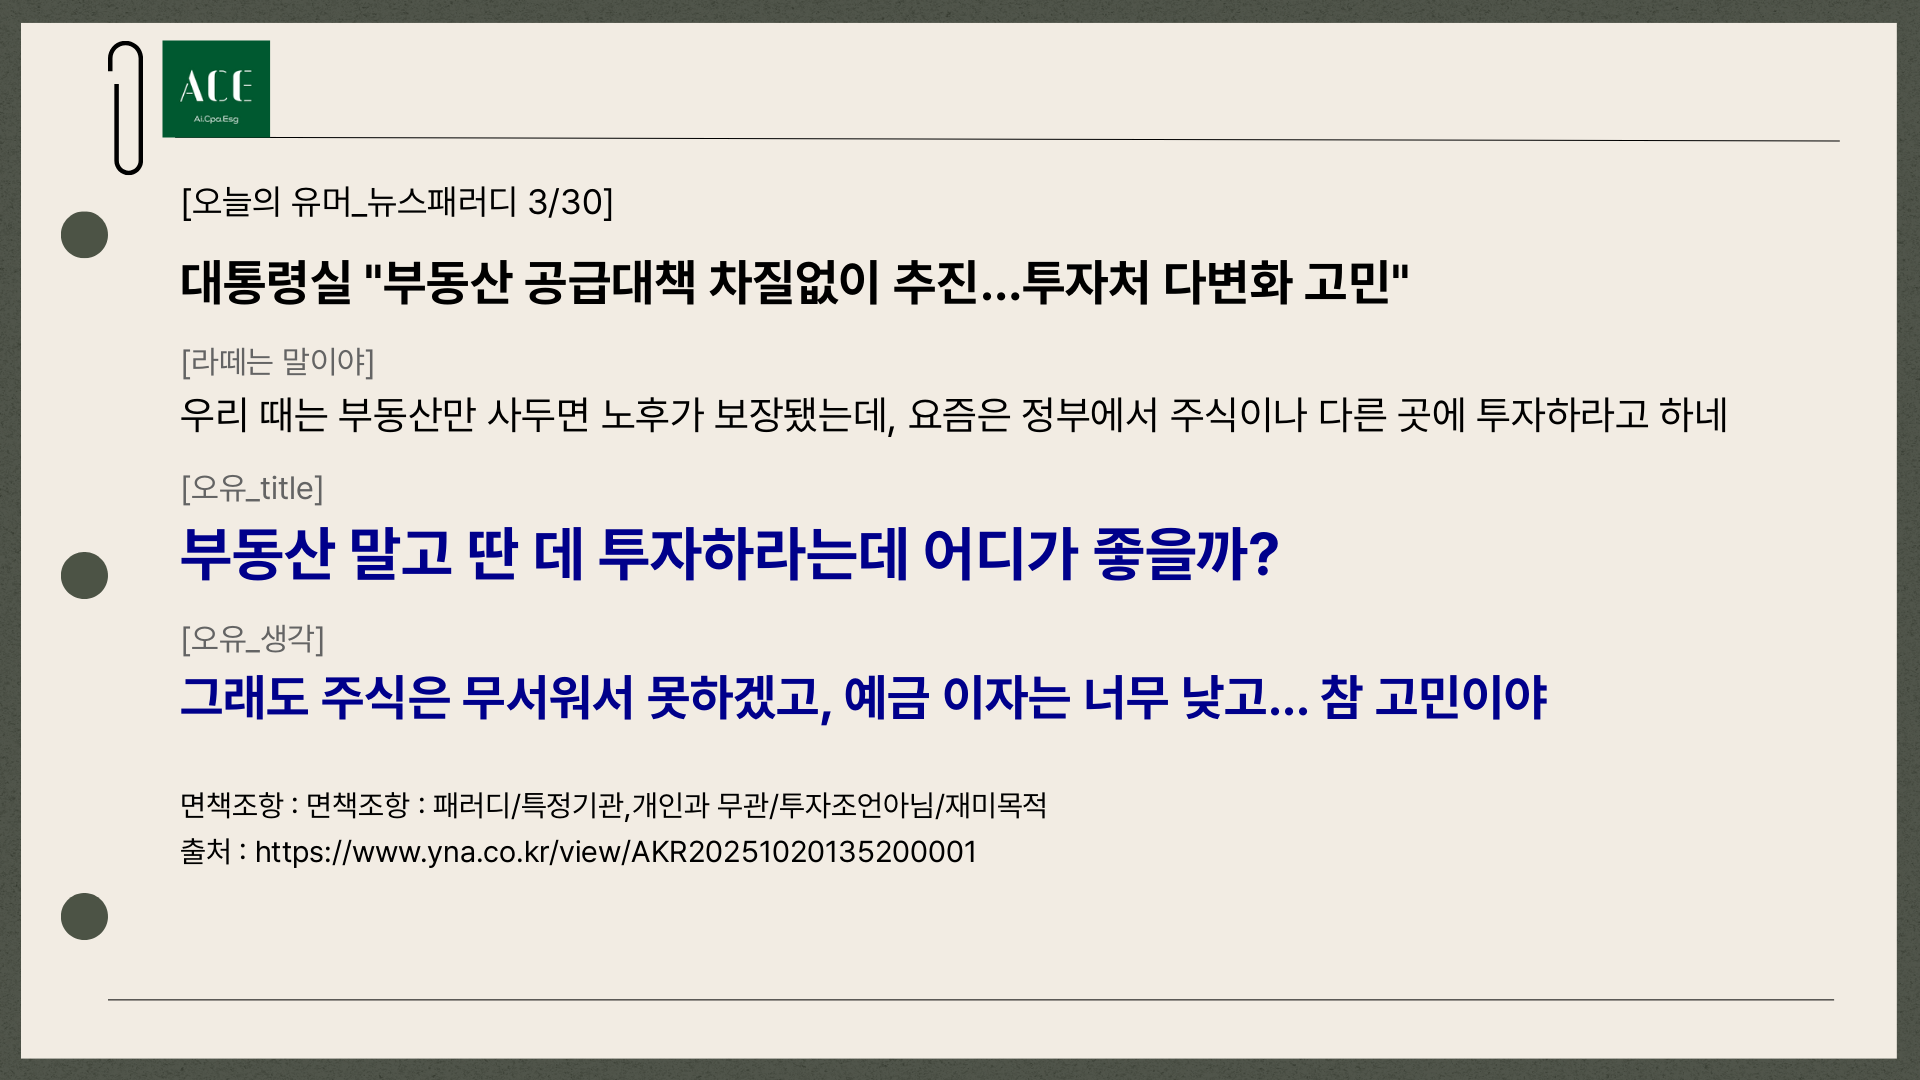 ACE
Ai.Cpa.Esg
[오늘의 유머_뉴스패러디 3/30]
대통령실 "부동산 공급대책 차질없이 추진...투자처 다변화 고민"
[라떼는 말이야]
우리 때는 부동산만 사두면 노후가 보장됐는데, 요즘은 정부에서 주식이나 다른 곳에 투자하라고 하네
[오유_title]
부동산 말고 딴 데 투자하라는데 어디가 좋을까?
[오유_생각]
그래도 주식은 무서워서 못하겠고, 예금 이자는 너무 낮고... 참 고민이야
면책조항 : 면책조항 : 패러디/특정기관,개인과 무관/투자조언아님/재미목적
출처 : https://www.yna.co.kr/view/AKR20251020135200001